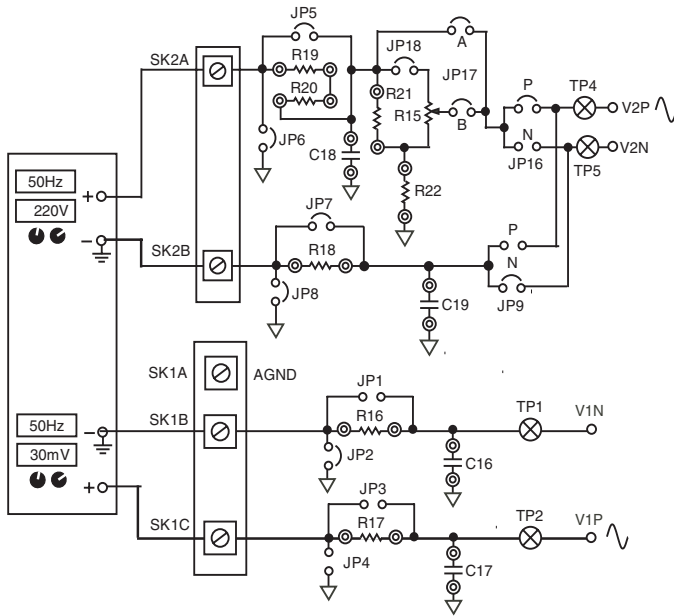 JP5
SK2A
R19
R20
JP6
C18
JP18
A
JP17
R21
R15
B
R22
P
N
JP16
TP4
V2P
V2N
TP5
50Hz
220V
+
–
SK2B
JP7
R18
JP8
C19
P
N
JP9
SK1A
AGND
SK1B
50Hz
30mV
–
+
JP1
R16
JP2
C16
TP1
V1N
SK1C
JP3
R17
JP4
C17
TP2
V1P